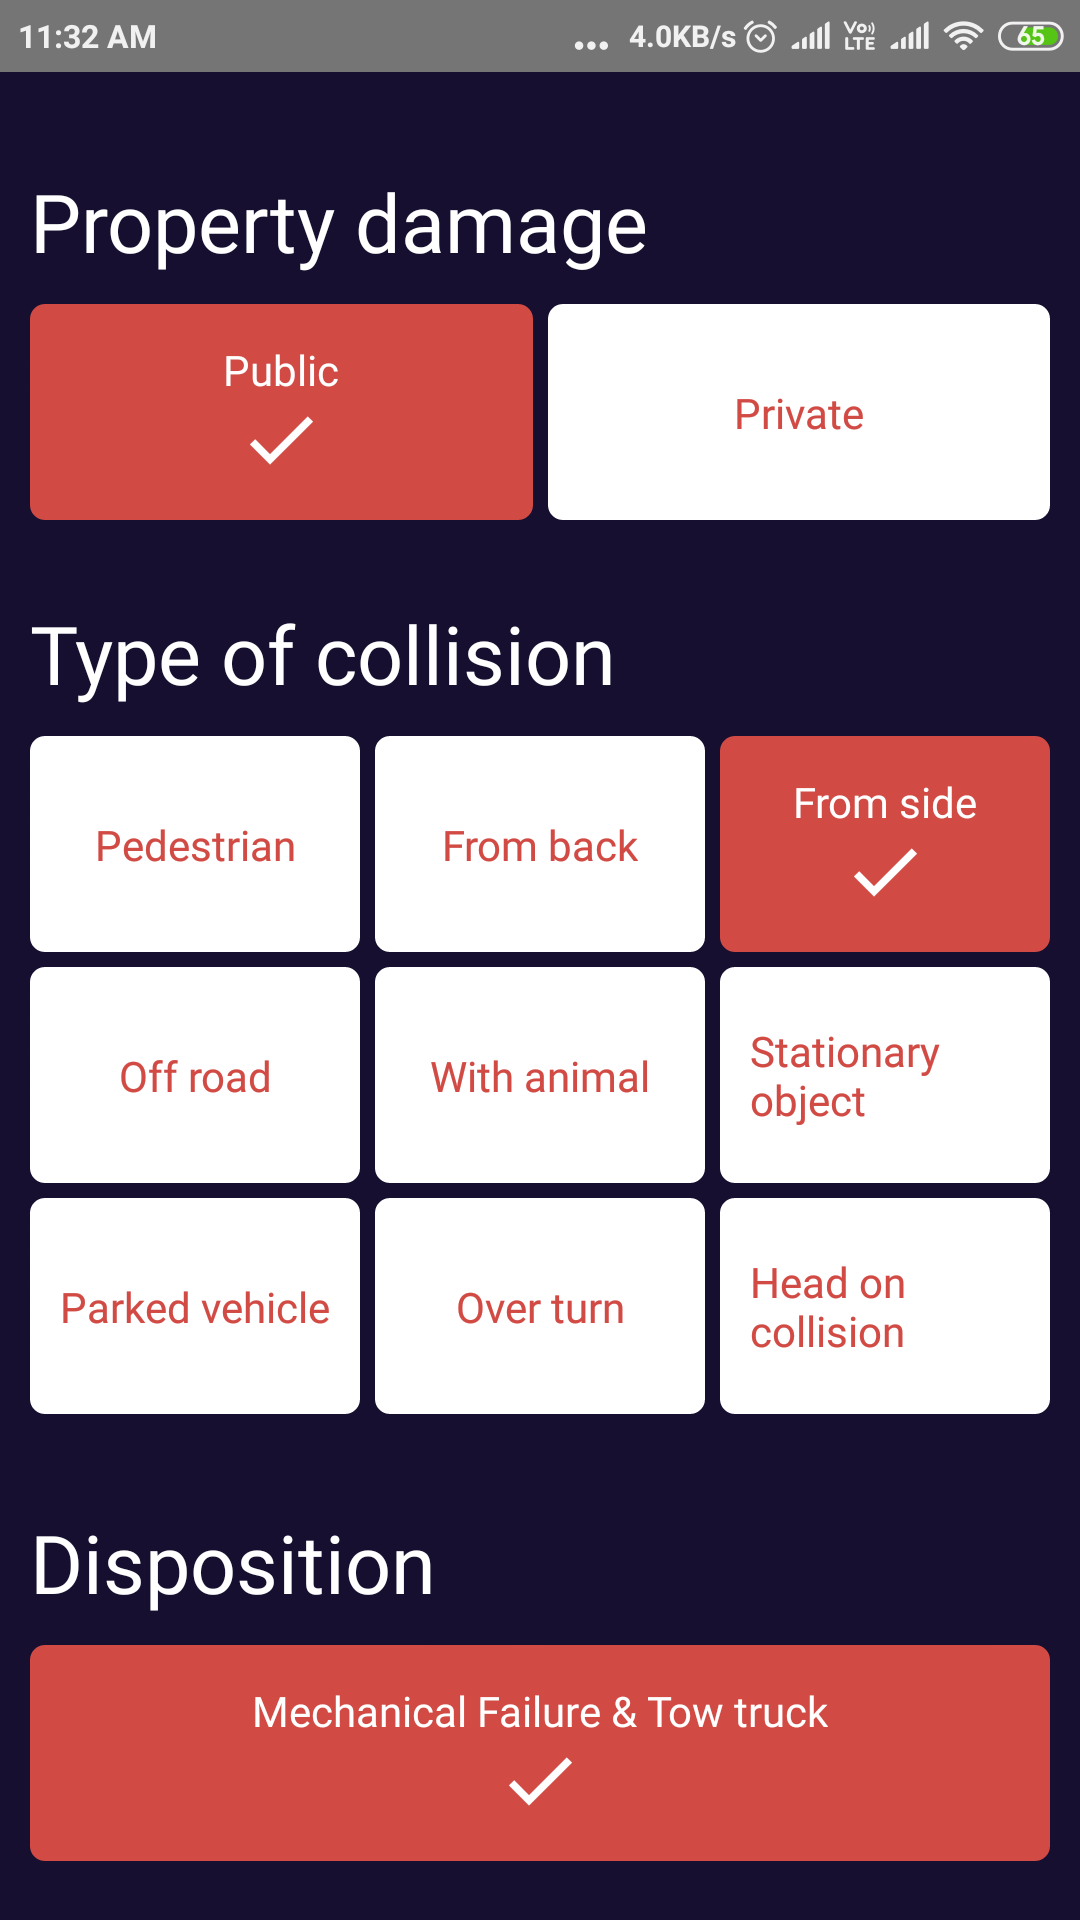 11:32 AM ... 4.0KB/s Vo)) LTE 65
Property damage
Public
Private
Type of collision
Pedestrian
From back
From side
Off road
With animal
Stationary
object
Parked vehicle
Over turn
Head on
collision
Disposition
Mechanical Failure & Tow truck